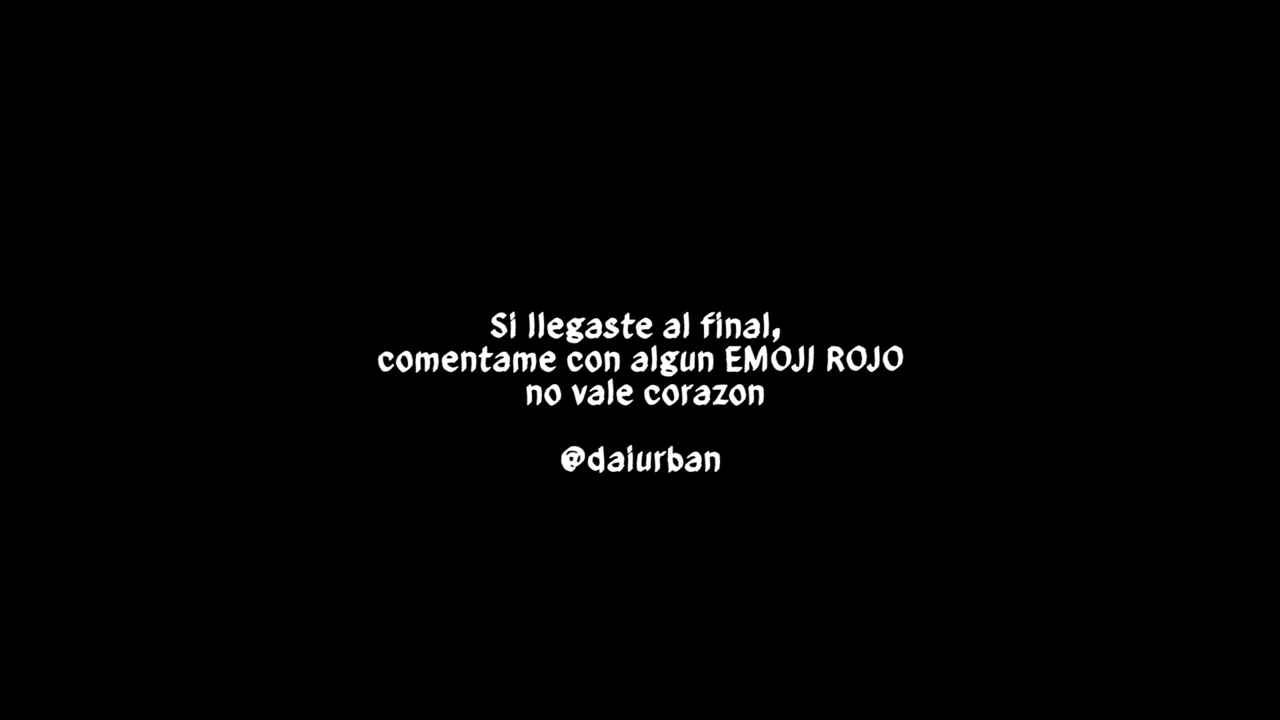 Si llegaste al final,
comentame con algun EMOJI ROJO
no vale corazon
@daiurban